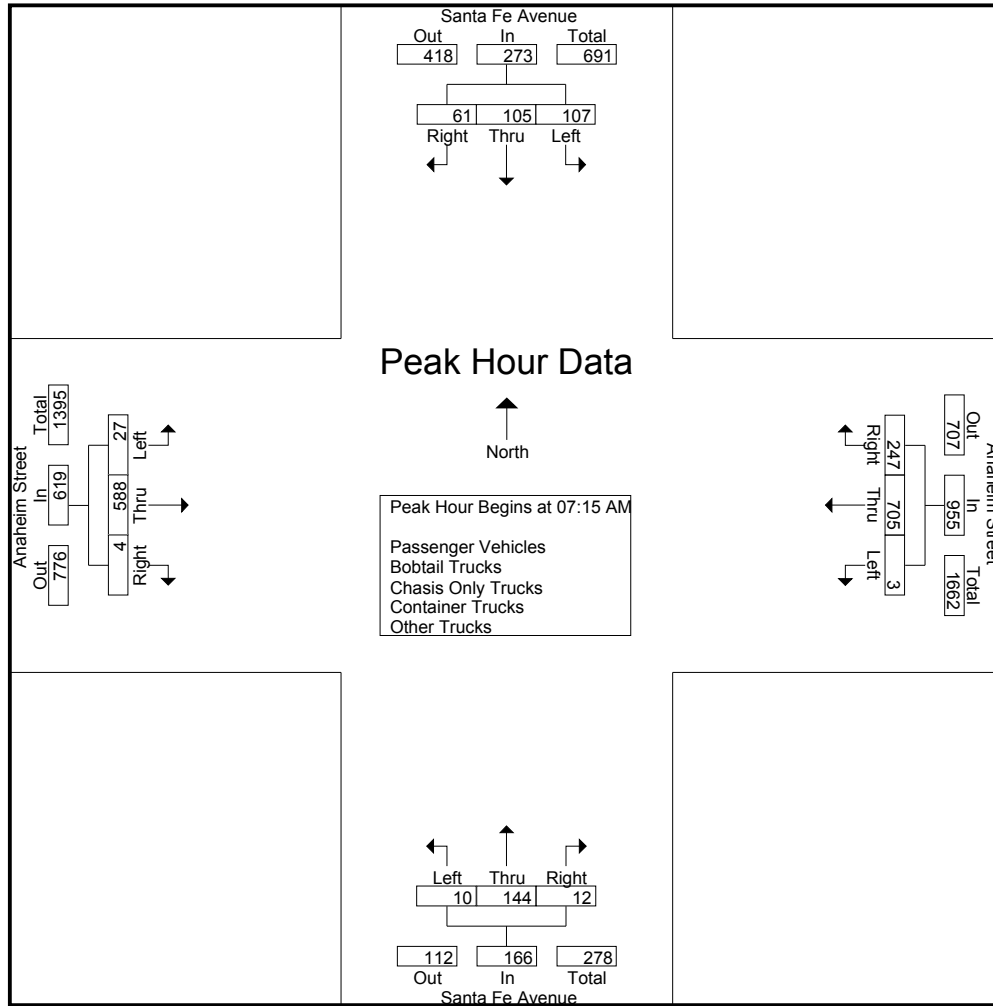 Santa Fe Avenue
Out In Total
418 273 691
61 105 107
Right Thru Left
Peak Hour Data
North
Peak Hour Begins at 07:15 AM
Passenger Vehicles
Bobtail Trucks
Chasis Only Trucks
Container Trucks
Other Trucks
Anaheim Street
Out In Total
776 619 1395
Right Thru Left
4 588 27
Anaheim Street
Out In Total
707 955 1662
247 705 3
Right Thru Left
Left Thru Right
10 144 12
112 166 278
Out In Total
Santa Fe Avenue